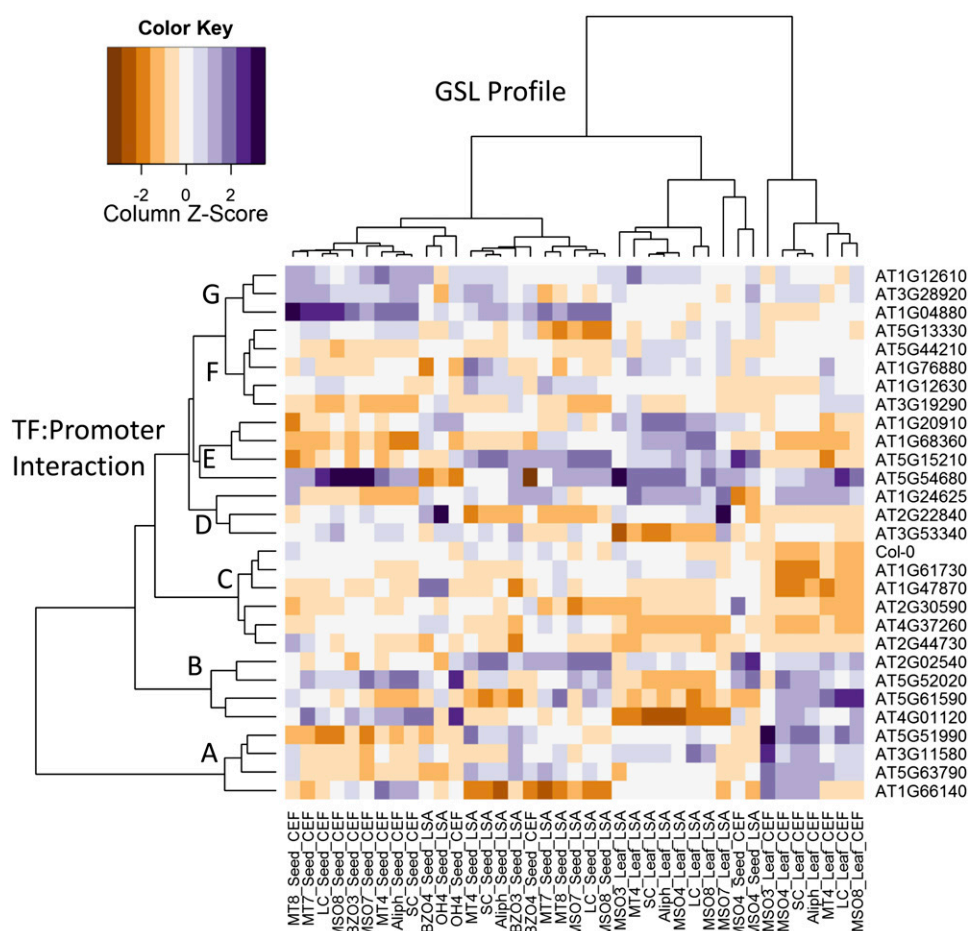 Color Key
-2 0 2
Column Z-Score
GSL Profile
TF:Promoter
Interaction
G
F
E
D
C
B
A
AT1G12610
AT3G28920
AT1G04880
AT5G13330
AT5G44210
AT1G76880
AT1G12630
AT3G19290
AT1G20910
AT1G68360
AT5G15210
AT5G54680
AT1G24625
AT2G22840
AT3G53340
Col-0
AT1G61730
AT1G47870
AT2G30590
AT4G37260
AT2G44730
AT2G02540
AT5G52020
AT5G61590
AT4G01120
AT5G51990
AT3G11580
AT5G63790
AT1G66140
MT8_Seed_CEF
MT7_Seed_CEF
LC_Seed_CEF
MSO8_Seed_CEF
BZO3_Seed_CEF
MSO7_Seed_CEF
MT4_Seed_CEF
Aliph_Seed_CEF
SC_Seed_CEF
BZO4_Seed_LSA
OH4_Seed_LSA
OH4_Seed_CEF
MT4_Seed_LSA
SC_Seed_LSA
Aliph_Seed_LSA
BZO3_Seed_LSA
BZO4_Seed_CEF
MT7_Seed_LSA
MT8_Seed_LSA
MSO7_Seed_LSA
LC_Seed_LSA
MSO8_Seed_LSA
MSO3_Leaf_LSA
MT4_Leaf_LSA
SC_Leaf_LSA
Aliph_Leaf_LSA
MSO4_Leaf_LSA
LC_Leaf_LSA
MSO8_Leaf_LSA
MSO7_Leaf_LSA
MSO4_Seed_CEF
MSO4_Seed_LSA
MSO3_Leaf_CEF
MSO4_Leaf_CEF
SC_Leaf_CEF
Aliph_Leaf_CEF
MT4_Leaf_CEF
LC_Leaf_CEF
MSO8_Leaf_CEF